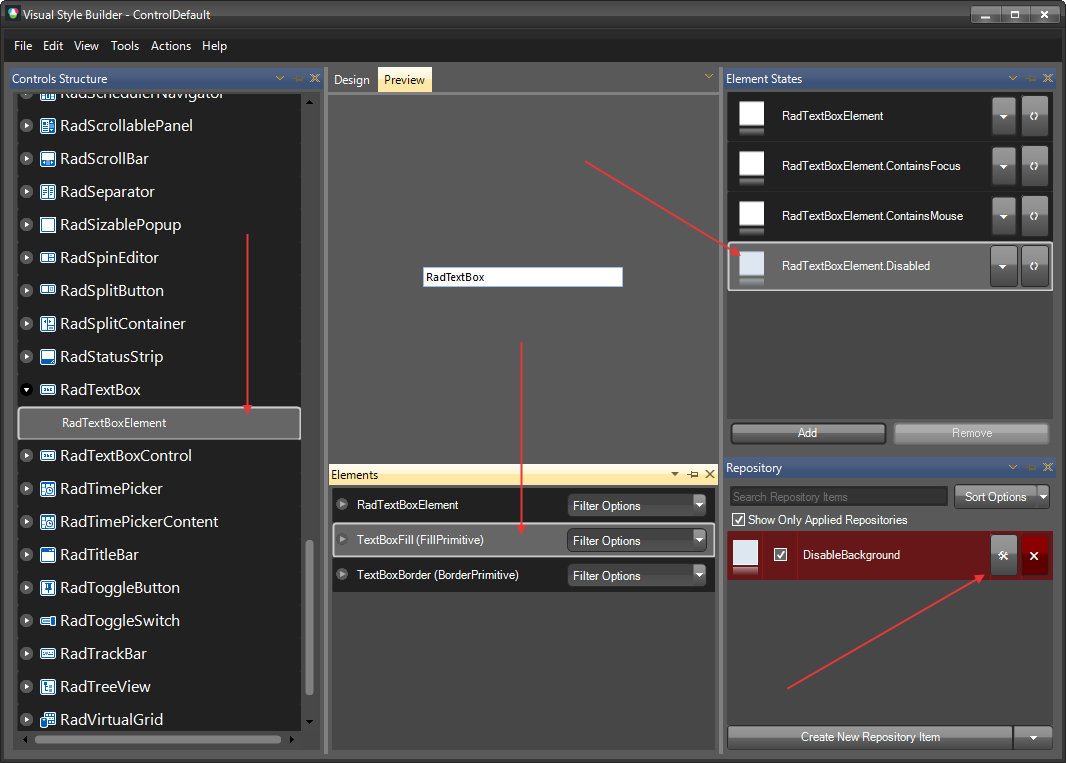 Visual Style Builder - ControlDefault
File Edit View Tools Actions Help
Controls Structure
RadSchedulerNavigator
RadScrollablePanel
RadScrollBar
RadSeparator
RadSizablePopup
RadSpinEditor
RadSplitButton
RadSplitContainer
RadStatusStrip
RadTextBox
RadTextBoxElement
RadTextBoxControl
RadTimePicker
RadTimePickerContent
RadTitleBar
RadToggleButton
RadToggleSwitch
RadTrackBar
RadTreeView
RadVirtualGrid
Design Preview
RadTextBox
Elements
RadTextBoxElement Filter Options
TextBoxFill (FillPrimitive) Filter Options
TextBoxBorder (BorderPrimitive) Filter Options
Element States
RadTextBoxElement
RadTextBoxElement.ContainsFocus
RadTextBoxElement.ContainsMouse
RadTextBoxElement.Disabled
Add Remove
Repository
Search Repository Items Sort Options
Show Only Applied Repositories
DisableBackground
Create New Repository Item